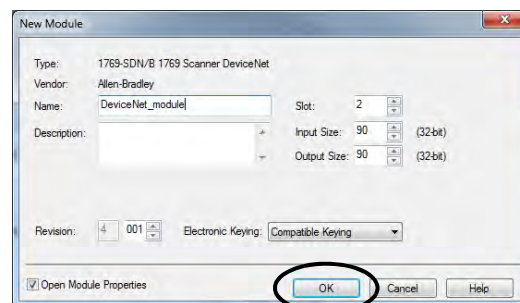 New Module
Type: 1769-SDN/B 1769 Scanner DeviceNet
Vendor: Allen-Bradley
Name: DeviceNet_module Slot: 2
Description: Input Size: 90 (32-bit)
Output Size: 90 (32-bit)
Revision: 4 001 Electronic Keying: Compatible Keying
Open Module Properties OK Cancel Help